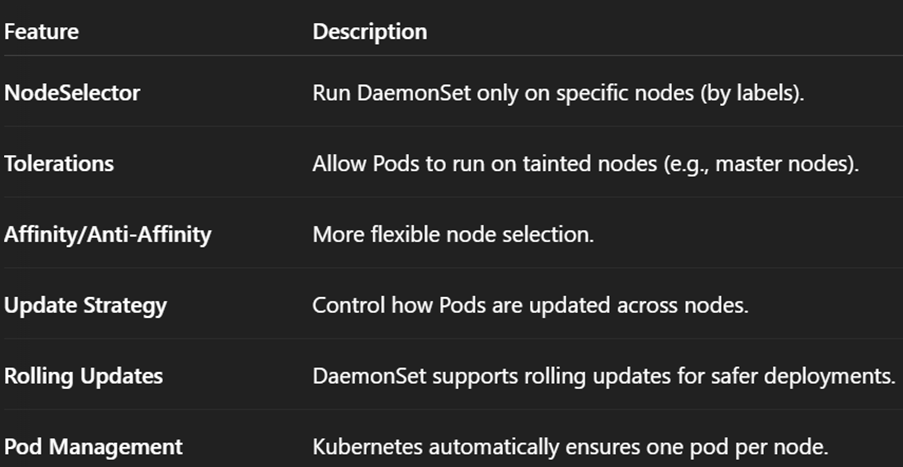 Feature Description
NodeSelector Run DaemonSet only on specific nodes (by labels).
Tolerations Allow Pods to run on tainted nodes (e.g., master nodes).
Affinity/Anti-Affinity More flexible node selection.
Update Strategy Control how Pods are updated across nodes.
Rolling Updates DaemonSet supports rolling updates for safer deployments.
Pod Management Kubernetes automatically ensures one pod per node.